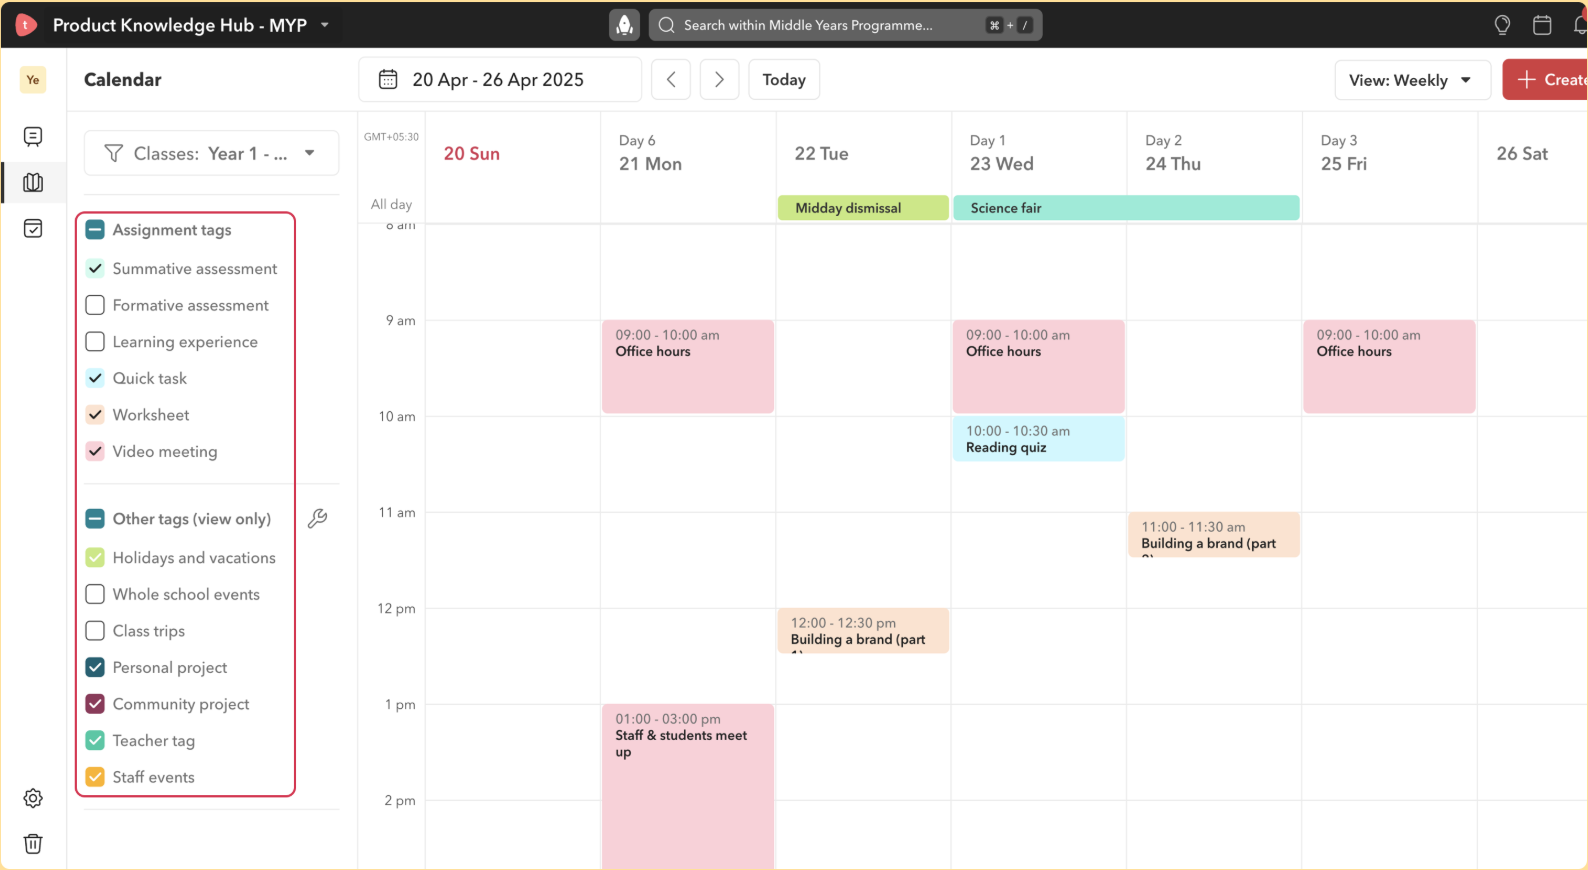 Product Knowledge Hub - MYP
Search within Middle Years Programme... ⌘ + /
Ye
Calendar
20 Apr - 26 Apr 2025
Today
View: Weekly
+ Create
Classes: Year 1 - ...
Assignment tags
Summative assessment
Formative assessment
Learning experience
Quick task
Worksheet
Video meeting
Other tags (view only)
Holidays and vacations
Whole school events
Class trips
Personal project
Community project
Teacher tag
Staff events
GMT+05:30
20 Sun
Day 6
21 Mon
22 Tue
Day 1
23 Wed
Day 2
24 Thu
Day 3
25 Fri
26 Sat
All day
Midday dismissal
Science fair
8 am
9 am
09:00 - 10:00 am
Office hours
09:00 - 10:00 am
Office hours
09:00 - 10:00 am
Office hours
10 am
10:00 - 10:30 am
Reading quiz
11 am
11:00 - 11:30 am
Building a brand (part
12 pm
12:00 - 12:30 pm
Building a brand (part
1 pm
01:00 - 03:00 pm
Staff & students meet
up
2 pm